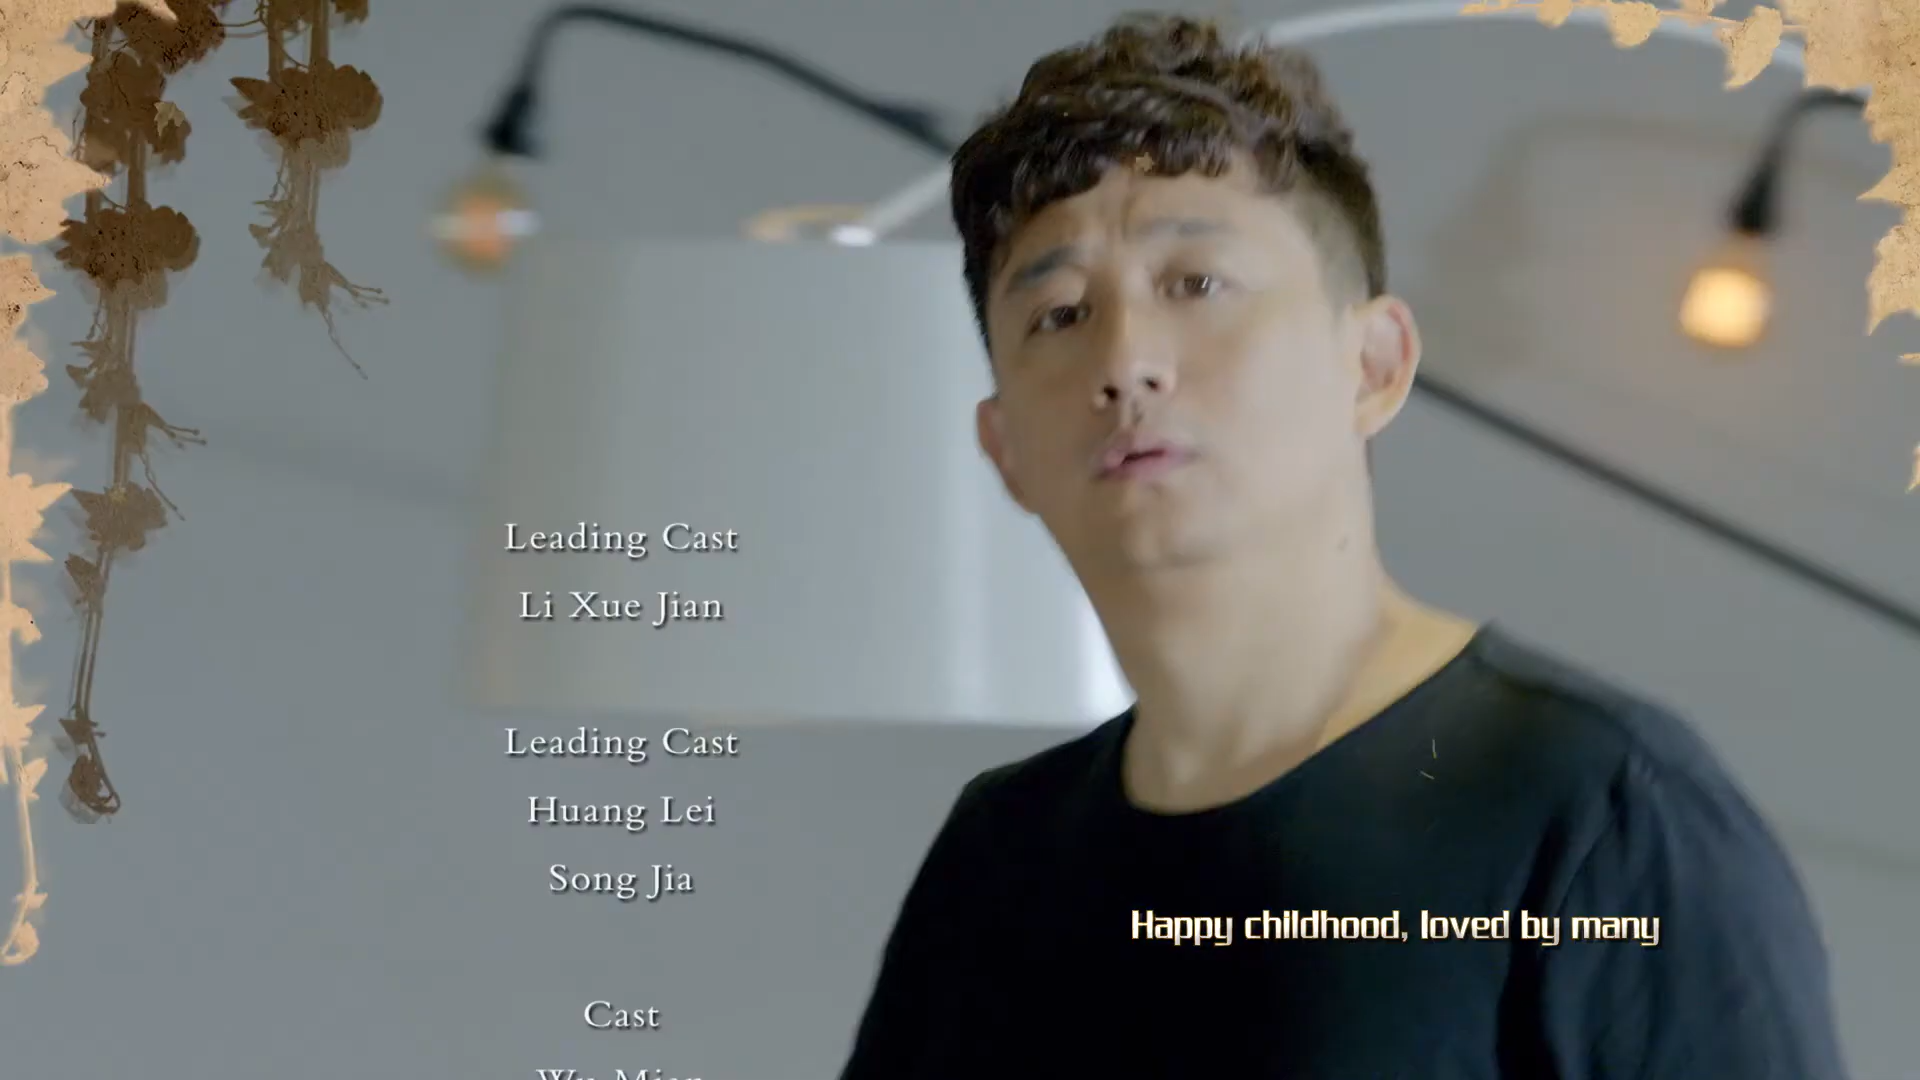 Leading Cast
Li Xue Jian
Leading Cast
Huang Lei
Song Jia
Happy childhood, loved by many
Cast